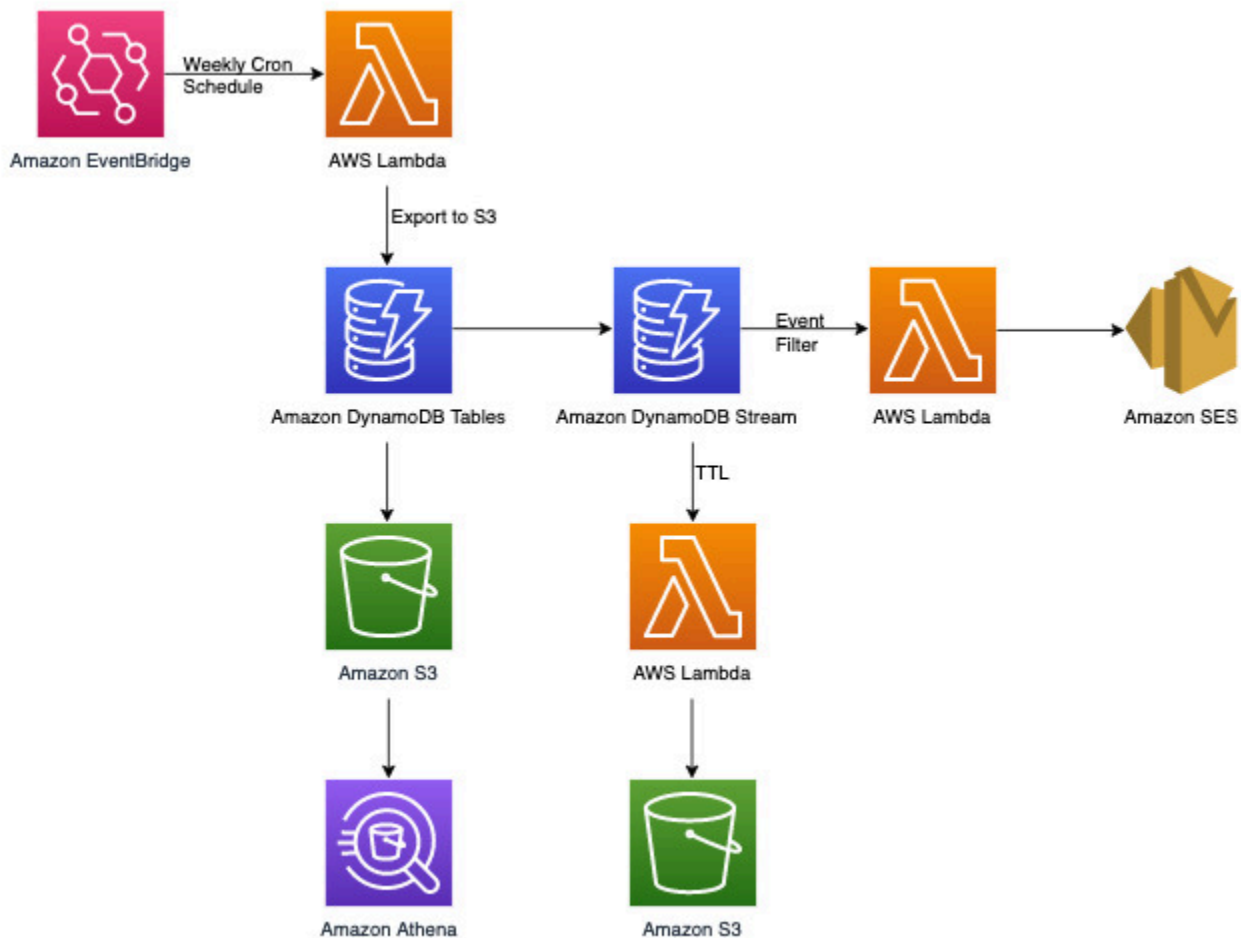 Weekly Cron
Schedule
Amazon EventBridge
AWS Lambda
Export to S3
Event
Filter
Amazon DynamoDB Tables
Amazon DynamoDB Stream
AWS Lambda
Amazon SES
TTL
Amazon S3
AWS Lambda
Amazon Athena
Amazon S3